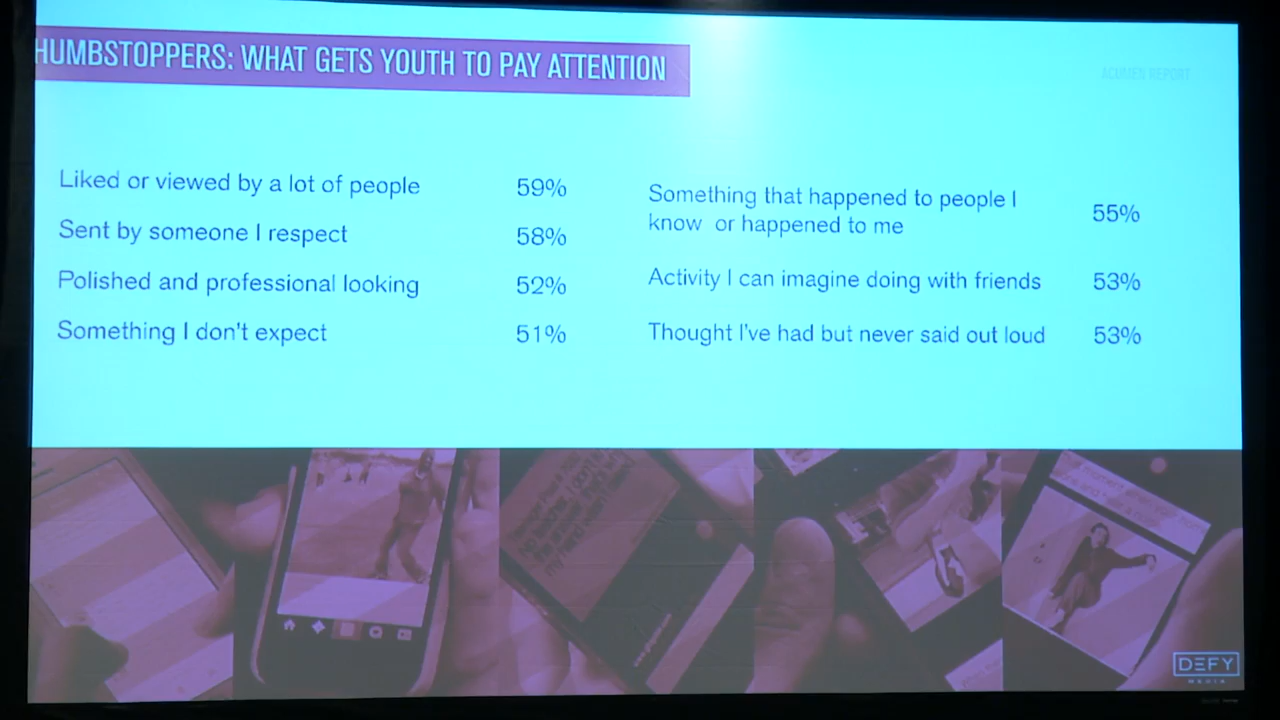 HUMBSTOPPERS: WHAT GETS YOUTH TO PAY ATTENTION
ACUMEN REPORT
Liked or viewed by a lot of people 59%
Sent by someone I respect 58%
Polished and professional looking 52%
Something I don't expect 51%
Something that happened to people I
know or happened to me 55%
Activity I can imagine doing with friends 53%
Thought I've had but never said out loud 53%
DEFY
MEDIA